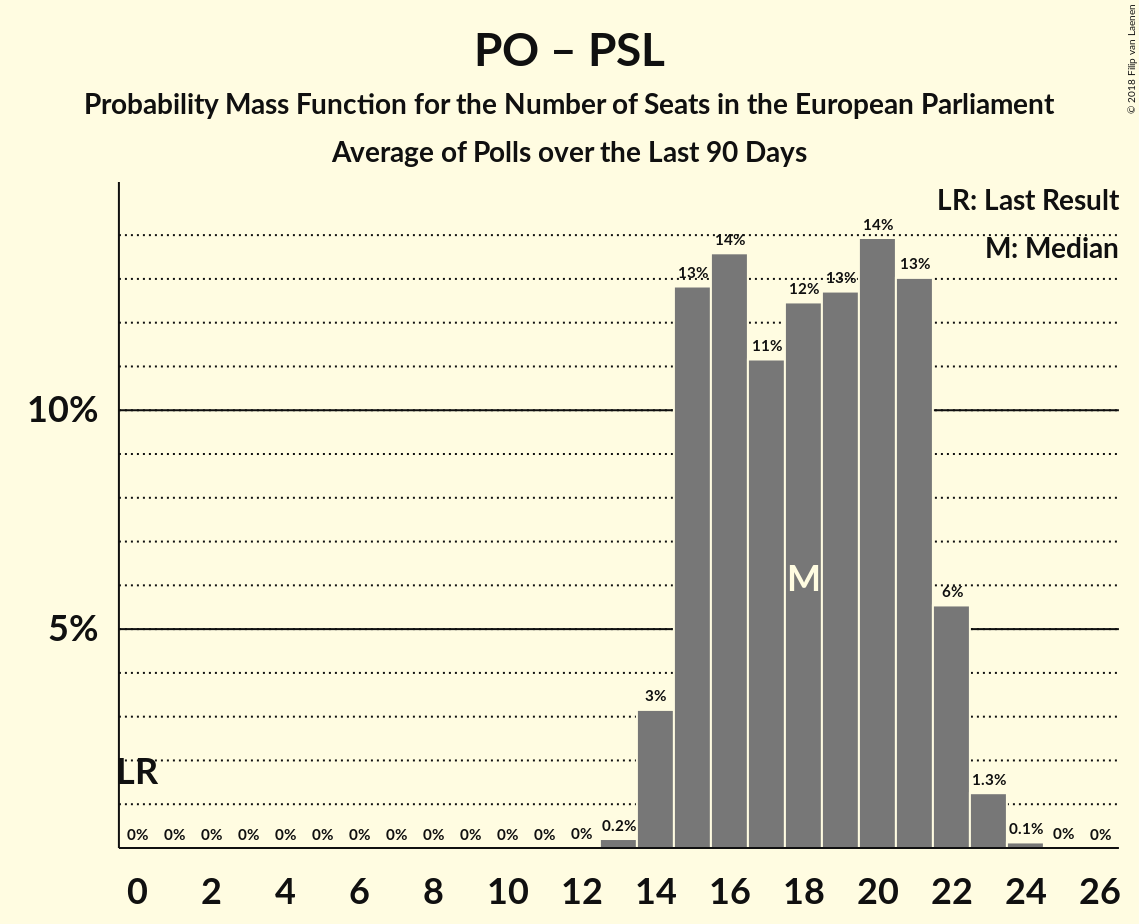 PO – PSL
Probability Mass Function for the Number of Seats in the European Parliament
Average of Polls over the Last 90 Days
© 2018 Filip van Laenen
LR: Last Result
M: Median
10%
5%
LR
M
0% 0% 0% 0% 0% 0% 0% 0% 0% 0% 0% 0% 0% 0.2% 3% 13% 14% 11% 12% 13% 14% 13% 6% 1.3% 0.1% 0% 0%
0 2 4 6 8 10 12 14 16 18 20 22 24 26